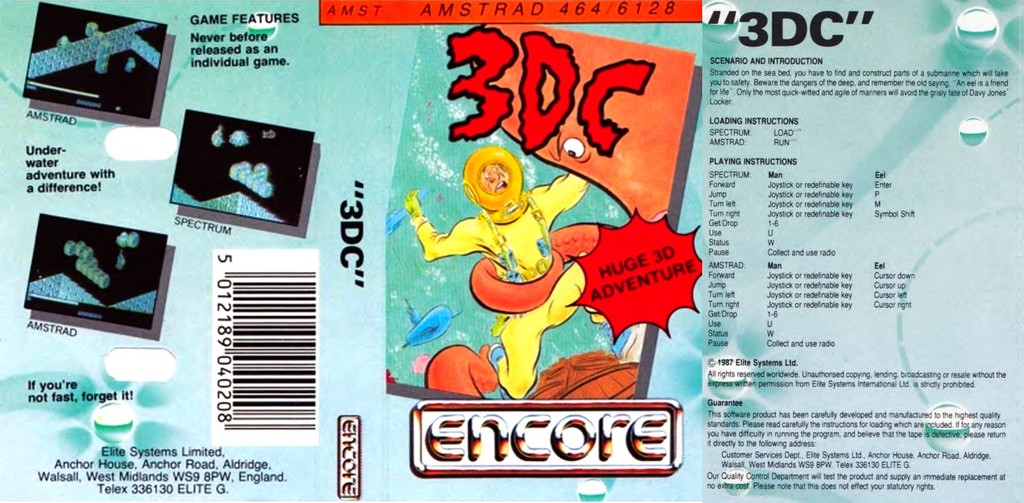 GAME FEATURES
Never before
released as an
individual game.
AMSTRAD
Under-
water
adventure with
a difference!
SPECTRUM
AMSTRAD
If you're
not fast, forget it!
5 012189 040208
Elite Systems Limited,
Anchor House, Anchor Road, Aldridge,
Walsall, West Midlands WS9 8PW, England.
Telex 336130 ELITE G.
"3DC"
ENCORE
AMST AMSTRAD 464/6128
3DC
HUGE 3D
ADVENTURE
ENCORE
"3DC"
SCENARIO AND INTRODUCTION
Stranded on the sea bed, you have to find and construct parts of a submarine which will take
you to safety. Beware the dangers of the deep, and remember the old saying, "An eel is a friend
for life". Only the most quick-witted and agile of mariners will avoid the grisly fate of Davy Jones'
Locker.
LOADING INSTRUCTIONS
SPECTRUM: LOAD""
AMSTRAD: RUN""
PLAYING INSTRUCTIONS
SPECTRUM: Man Eel
Forward Joystick or redefinable key Enter
Jump Joystick or redefinable key P
Turn left Joystick or redefinable key M
Turn right Joystick or redefinable key Symbol Shift
Get/Drop 1-6
Use U
Status W
Pause Collect and use radio
AMSTRAD: Man Eel
Forward Joystick or redefinable key Cursor down
Jump Joystick or redefinable key Cursor up
Turn left Joystick or redefinable key Cursor left
Turn right Joystick or redefinable key Cursor right
Get/Drop 1-6
Use U
Status W
Pause Collect and use radio
© 1987 Elite Systems Ltd.
All rights reserved worldwide. Unauthorised copying, lending, broadcasting or resale without the
express written permission from Elite Systems International Ltd. is strictly prohibited.
Guarantee
This software product has been carefully developed and manufactured to the highest quality
standards. Please read carefully the instructions for loading which are included. If for any reason
you have difficulty in running the program, and believe that the tape is defective, please return
it directly to the following address:
Customer Services Dept., Elite Systems Ltd., Anchor House, Anchor Road, Aldridge,
Walsall, West Midlands WS9 8PW. Telex 336130 ELITE G.
Our Quality Control Department will test the product and supply an immediate replacement at
no extra cost. Please note that this does not effect your statutory rights.